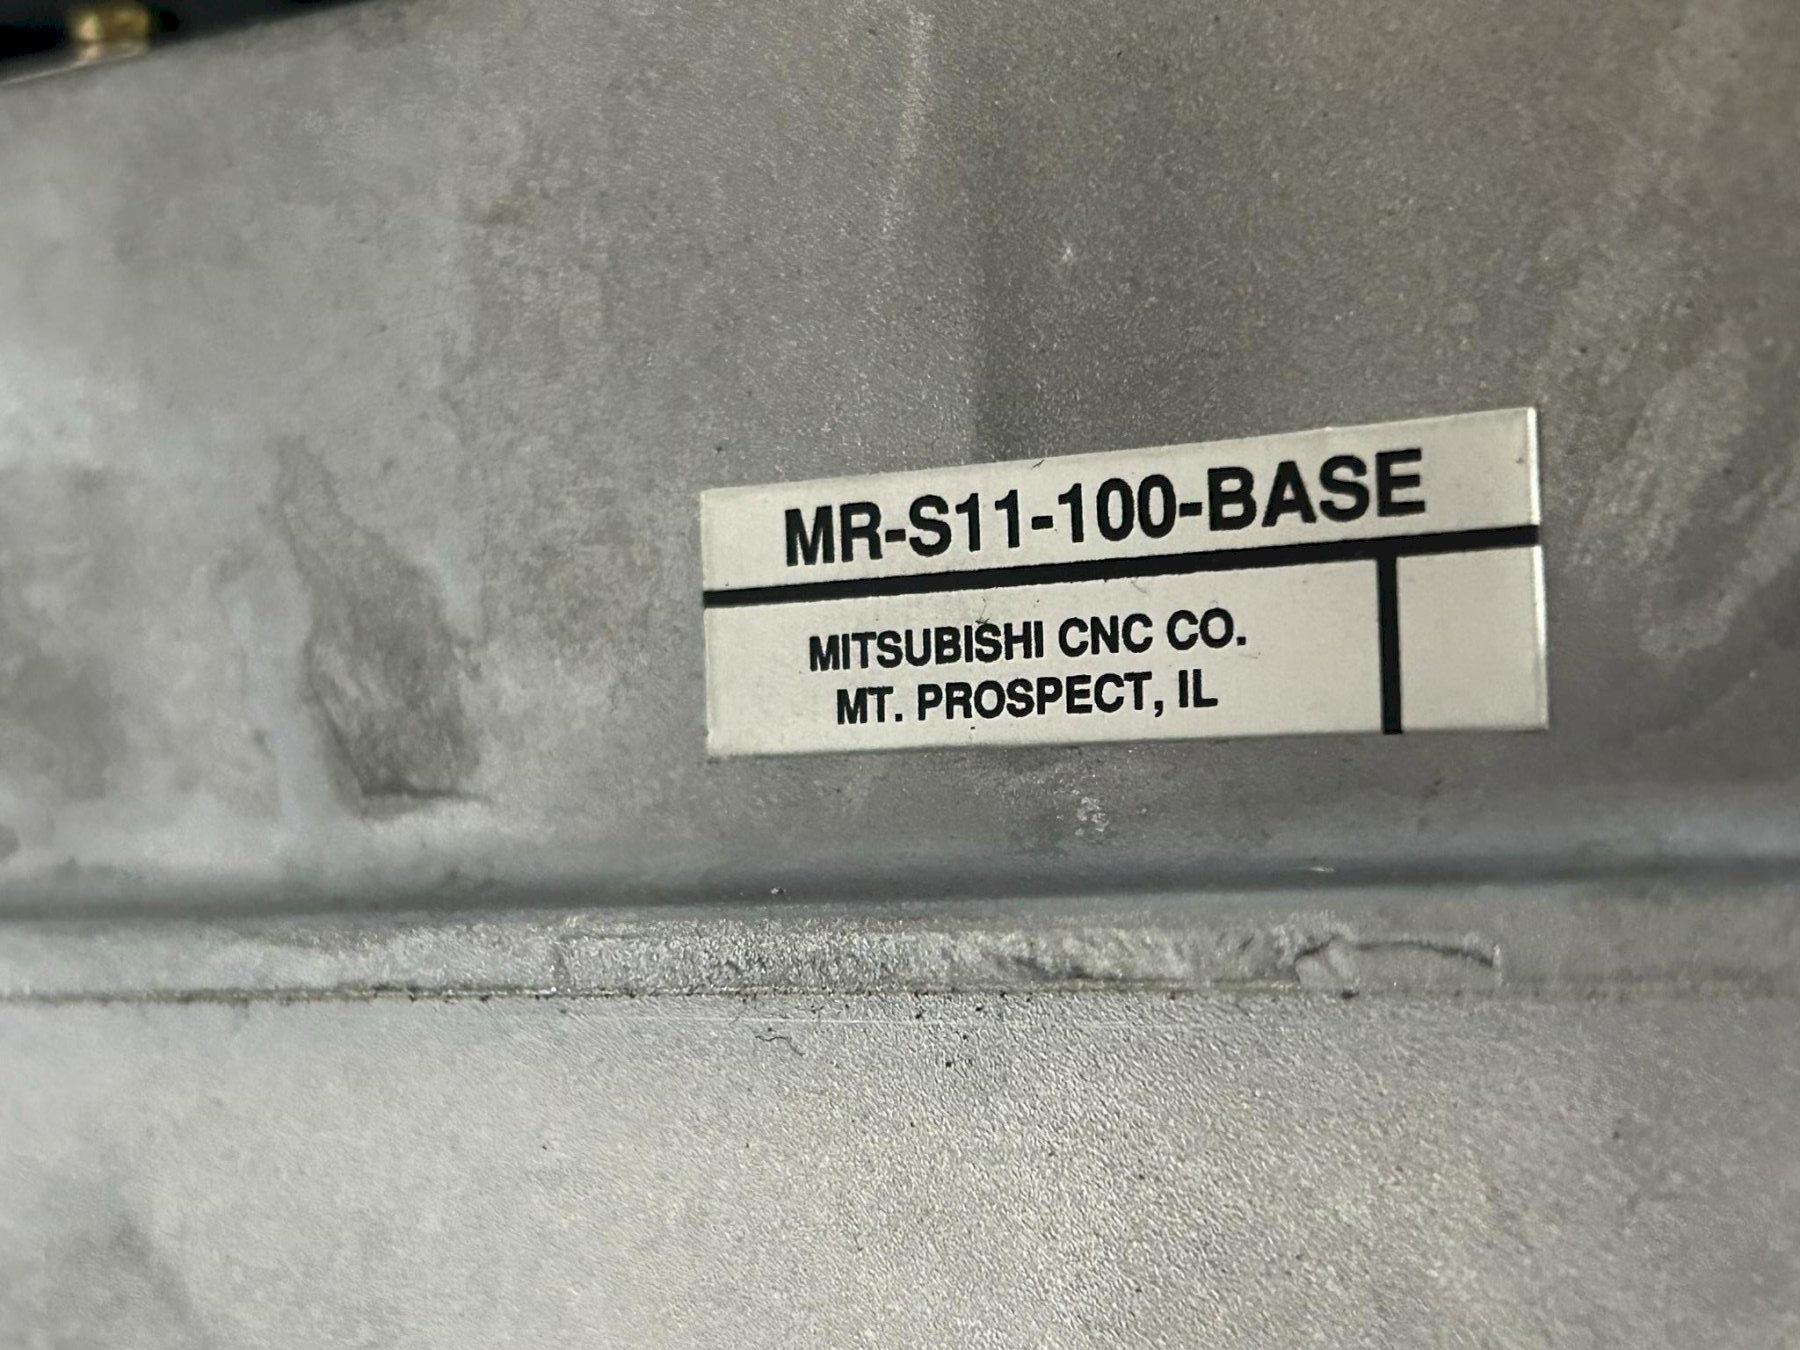 MR-S11-100-BASE
MITSUBISHI CNC CO.
MT. PROSPECT, IL